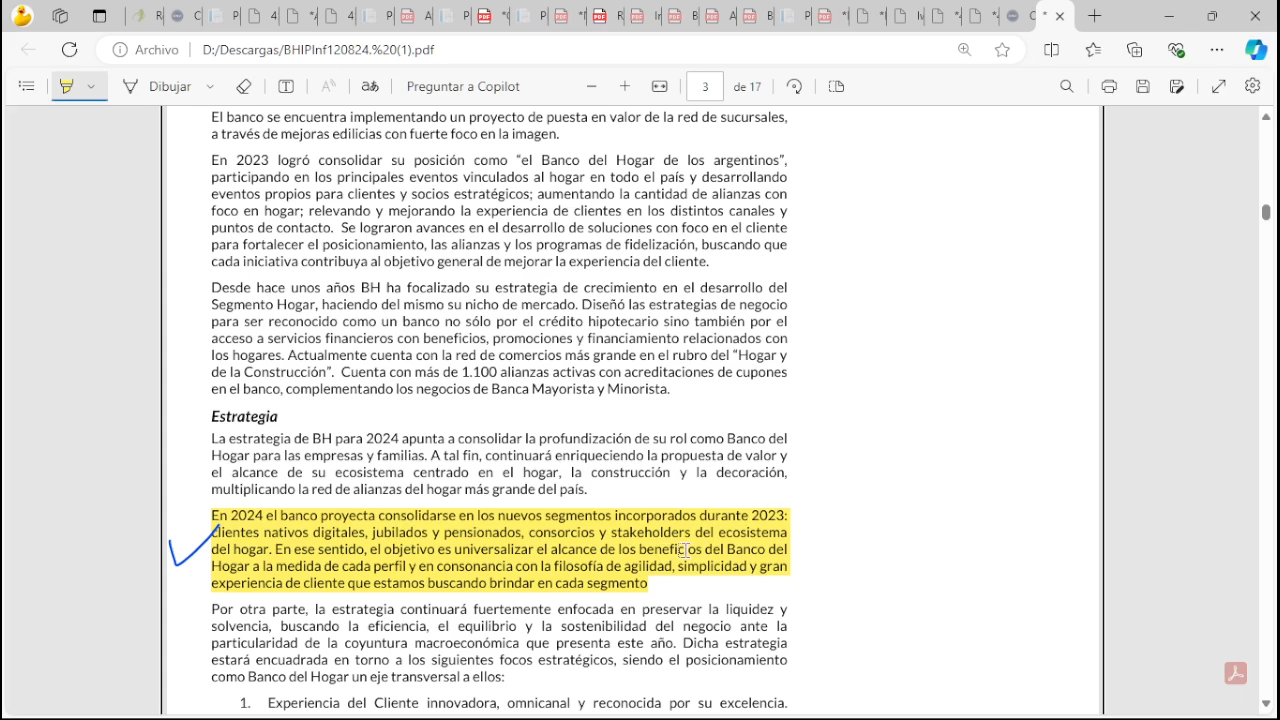 R
C
P
4
*A
4
P
A
P
*(
P
*I
R
Ir
B
A
B
P
*I
*
Iv
*
*
C
*
Archivo
D:/Descargas/BHIPInf120824.%20(1).pdf
Dibujar
aあ
Preguntar a Copilot
3
de 17
El banco se encuentra implementando un proyecto de puesta en valor de la red de sucursales,
a través de mejoras edilicias con fuerte foco en la imagen.
En 2023 logró consolidar su posición como “el Banco del Hogar de los argentinos”,
participando en los principales eventos vinculados al hogar en todo el país y desarrollando
eventos propios para clientes y socios estratégicos; aumentando la cantidad de alianzas con
foco en hogar; relevando y mejorando la experiencia de clientes en los distintos canales y
puntos de contacto. Se lograron avances en el desarrollo de soluciones con foco en el cliente
para fortalecer el posicionamiento, las alianzas y los programas de fidelización, buscando que
cada iniciativa contribuya al objetivo general de mejorar la experiencia del cliente.
Desde hace unos años BH ha focalizado su estrategia de crecimiento en el desarrollo del
Segmento Hogar, haciendo del mismo su nicho de mercado. Diseñó las estrategias de negocio
para ser reconocido como un banco no sólo por el crédito hipotecario sino también por el
acceso a servicios financieros con beneficios, promociones y financiamiento relacionados con
los hogares. Actualmente cuenta con la red de comercios más grande en el rubro del “Hogar y
de la Construcción”. Cuenta con más de 1.100 alianzas activas con acreditaciones de cupones
en el banco, complementando los negocios de Banca Mayorista y Minorista.
Estrategia
La estrategia de BH para 2024 apunta a consolidar la profundización de su rol como Banco del
Hogar para las empresas y familias. A tal fin, continuará enriqueciendo la propuesta de valor y
el alcance de su ecosistema centrado en el hogar, la construcción y la decoración,
multiplicando la red de alianzas del hogar más grande del país.
En 2024 el banco proyecta consolidarse en los nuevos segmentos incorporados durante 2023:
clientes nativos digitales, jubilados y pensionados, consorcios y stakeholders del ecosistema
del hogar. En ese sentido, el objetivo es universalizar el alcance de los beneficios del Banco del
Hogar a la medida de cada perfil y en consonancia con la filosofía de agilidad, simplicidad y gran
experiencia de cliente que estamos buscando brindar en cada segmento
Por otra parte, la estrategia continuará fuertemente enfocada en preservar la liquidez y
solvencia, buscando la eficiencia, el equilibrio y la sostenibilidad del negocio ante la
particularidad de la coyuntura macroeconómica que presenta este año. Dicha estrategia
estará encuadrada en torno a los siguientes focos estratégicos, siendo el posicionamiento
como Banco del Hogar un eje transversal a ellos:
1. Experiencia del Cliente innovadora, omnicanal y reconocida por su excelencia.